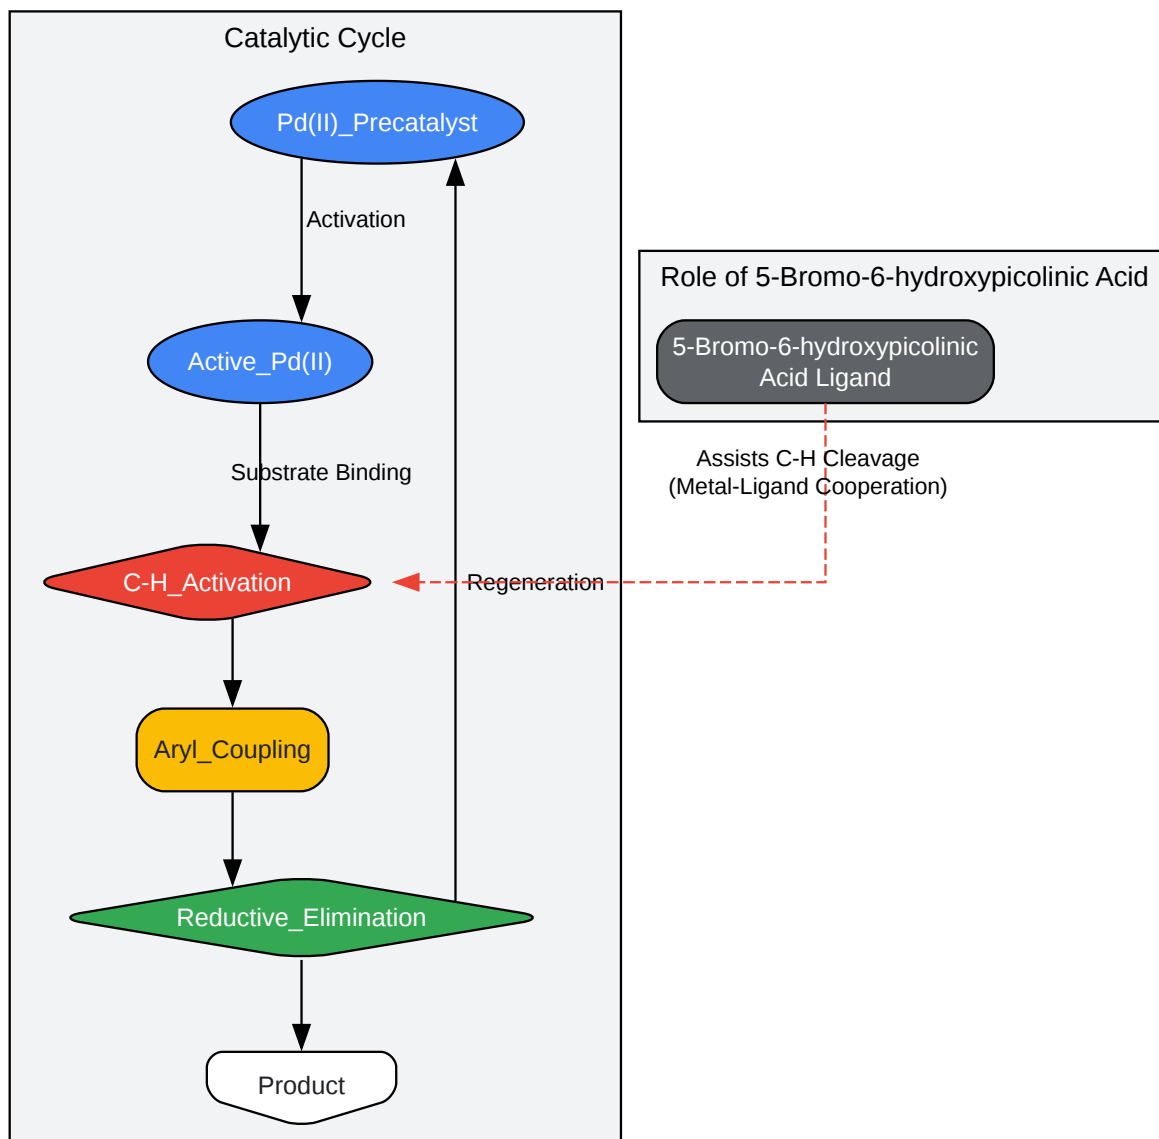 Catalytic Cycle
Pd(II)_Precatalyst
Activation
Role of 5-Bromo-6-hydroxypicolinic Acid
5-Bromo-6-hydroxypicolinic
Acid Ligand
Active_Pd(II)
Substrate Binding
Assists C-H Cleavage
(Metal-Ligand Cooperation)
C-H_Activation
Regeneration
Aryl_Coupling
Reductive_Elimination
Product